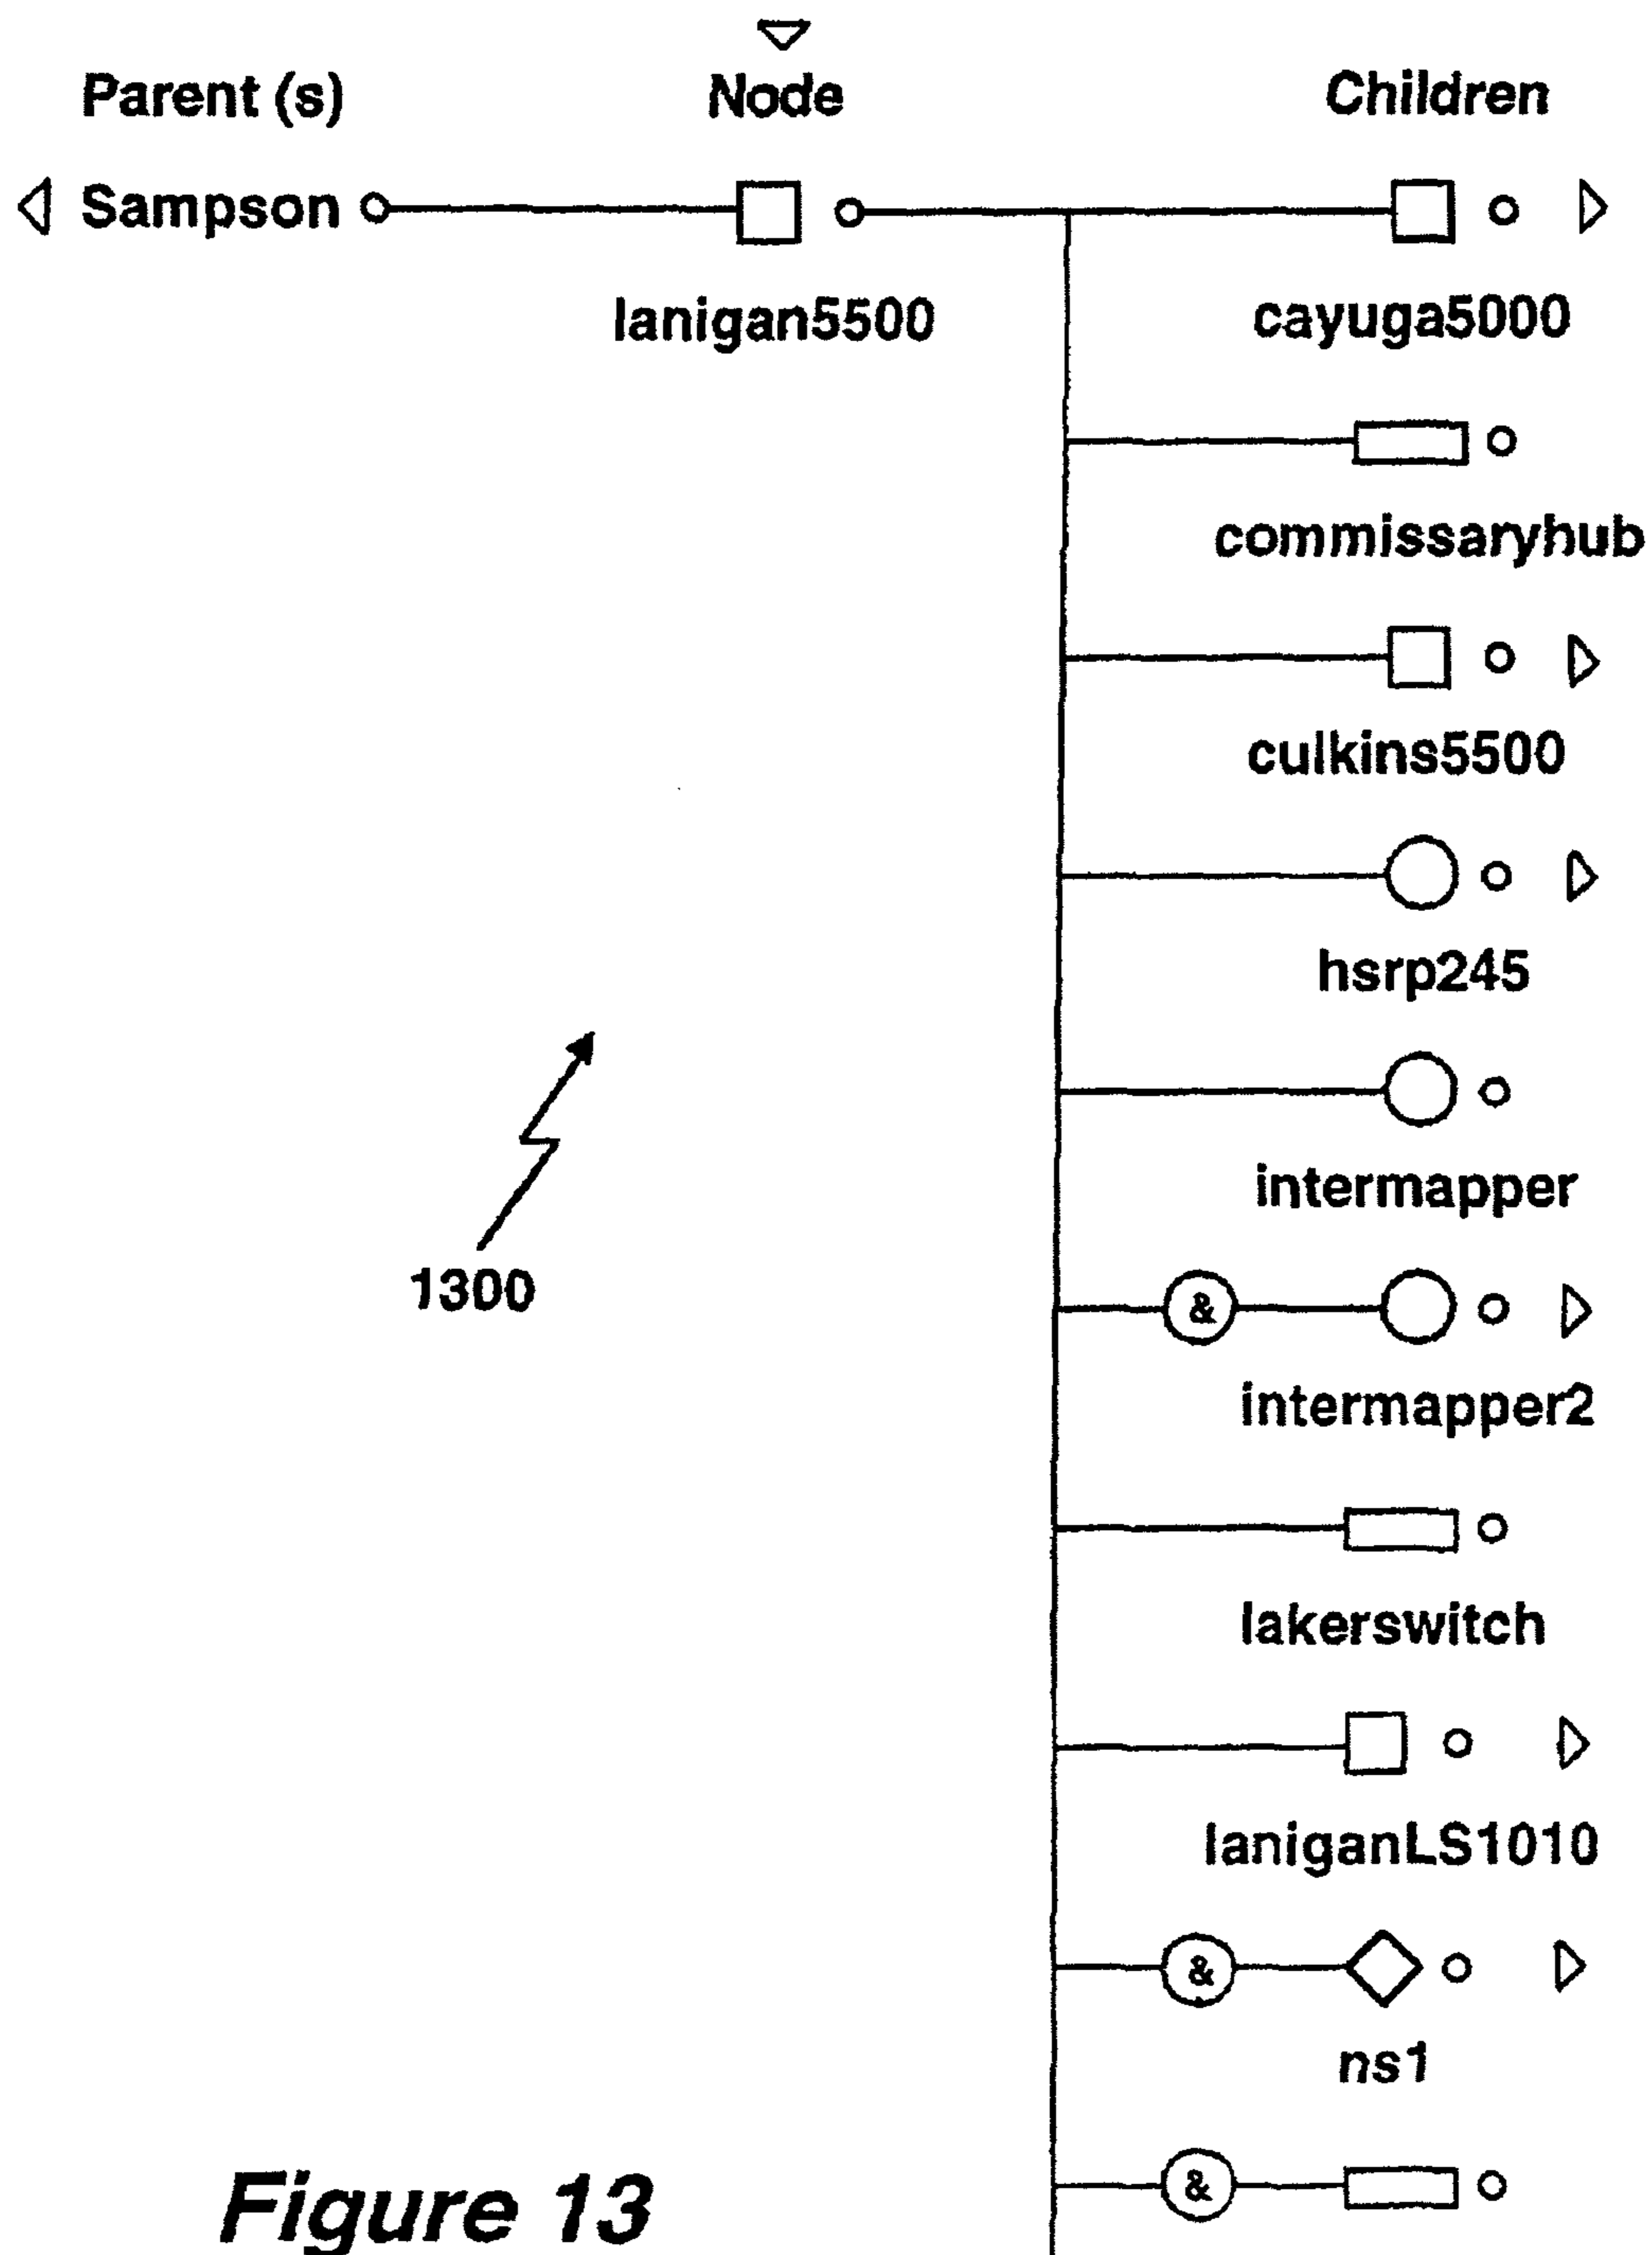 Parent (s) Node Children
Sampson
lanigan5500 cayuga5000
commissaryhub
culkins5500
hsrp245
intermapper
1300
&
intermapper2
lakerswitch
laniganLS1010
&
ns1
&
Figure 13